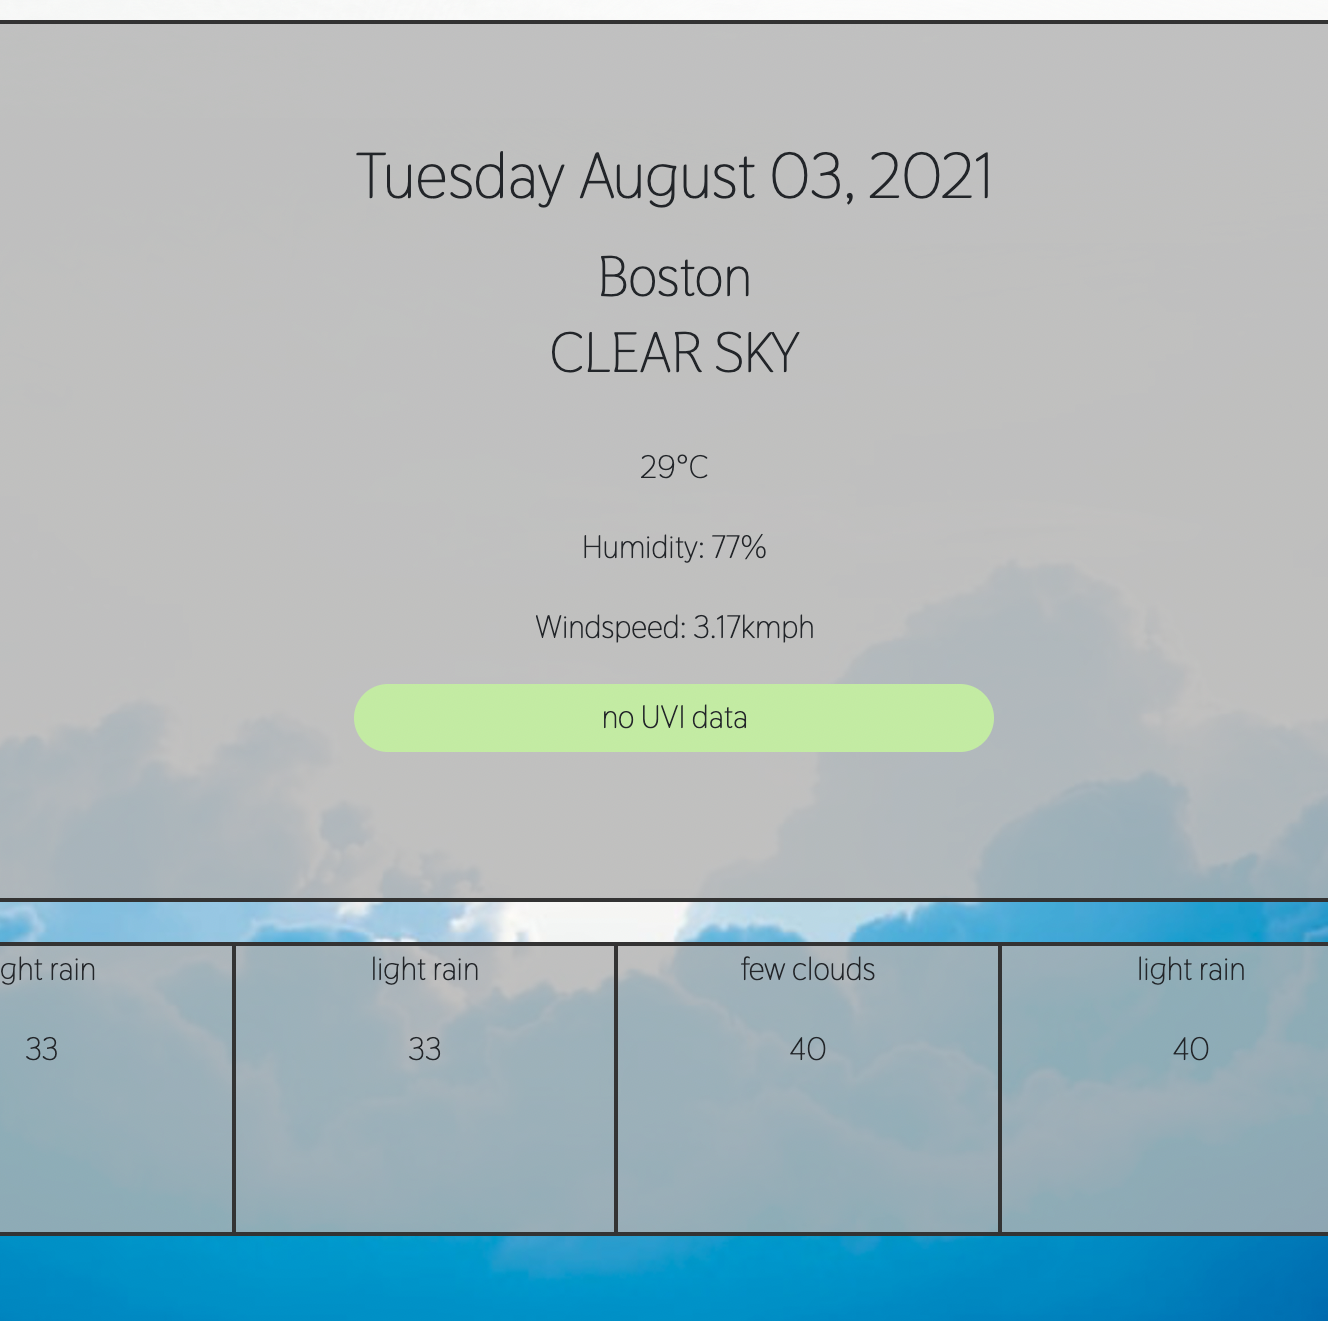 Tuesday August 03, 2021
Boston
CLEAR SKY
29°C
Humidity: 77%
Windspeed: 3.17kmph
no UVI data
ght rain light rain few clouds light rain
33 33 40 40